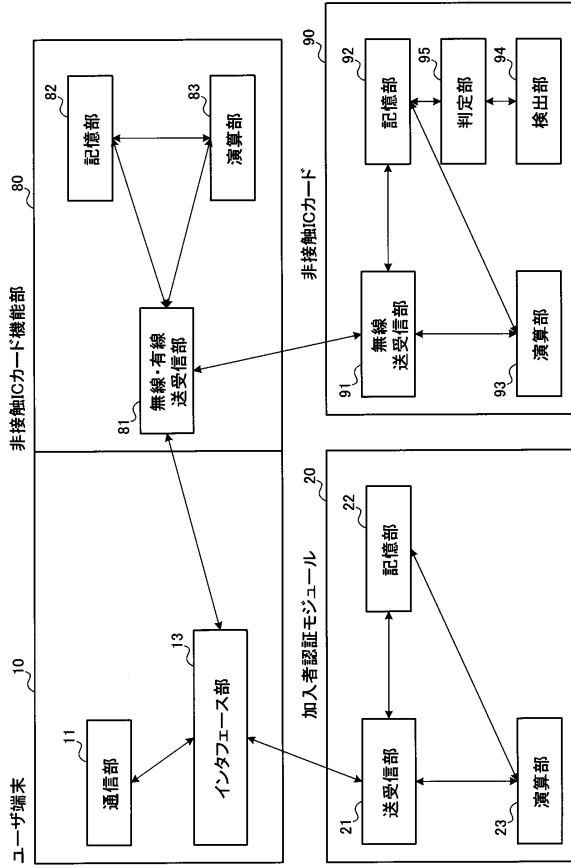 ユーザ端末
10
11
通信部
13
インタフェース部
非接触ICカード機能部
80
82
記憶部
83
演算部
無線・有線
送受信部
81
加入者認証モジュール
20
22
記憶部
送受信部
21
演算部
23
非接触ICカード
90
92
記憶部
95
判定部
94
検出部
無線
送受信部
91
演算部
93